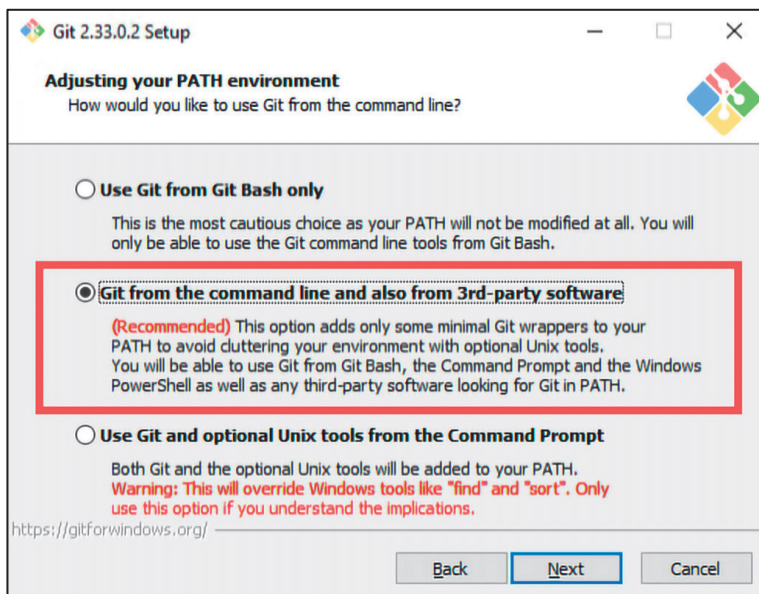 Git 2.33.0.2 Setup
Adjusting your PATH environment
How would you like to use Git from the command line?
Use Git from Git Bash only
This is the most cautious choice as your PATH will not be modified at all. You will
only be able to use the Git command line tools from Git Bash.
Git from the command line and also from 3rd-party software
(Recommended) This option adds only some minimal Git wrappers to your
PATH to avoid cluttering your environment with optional Unix tools.
You will be able to use Git from Git Bash, the Command Prompt and the Windows
PowerShell as well as any third-party software looking for Git in PATH.
Use Git and optional Unix tools from the Command Prompt
Both Git and the optional Unix tools will be added to your PATH.
Warning: This will override Windows tools like "find" and "sort". Only
use this option if you understand the implications.
https://gitforwindows.org/
Back Next Cancel